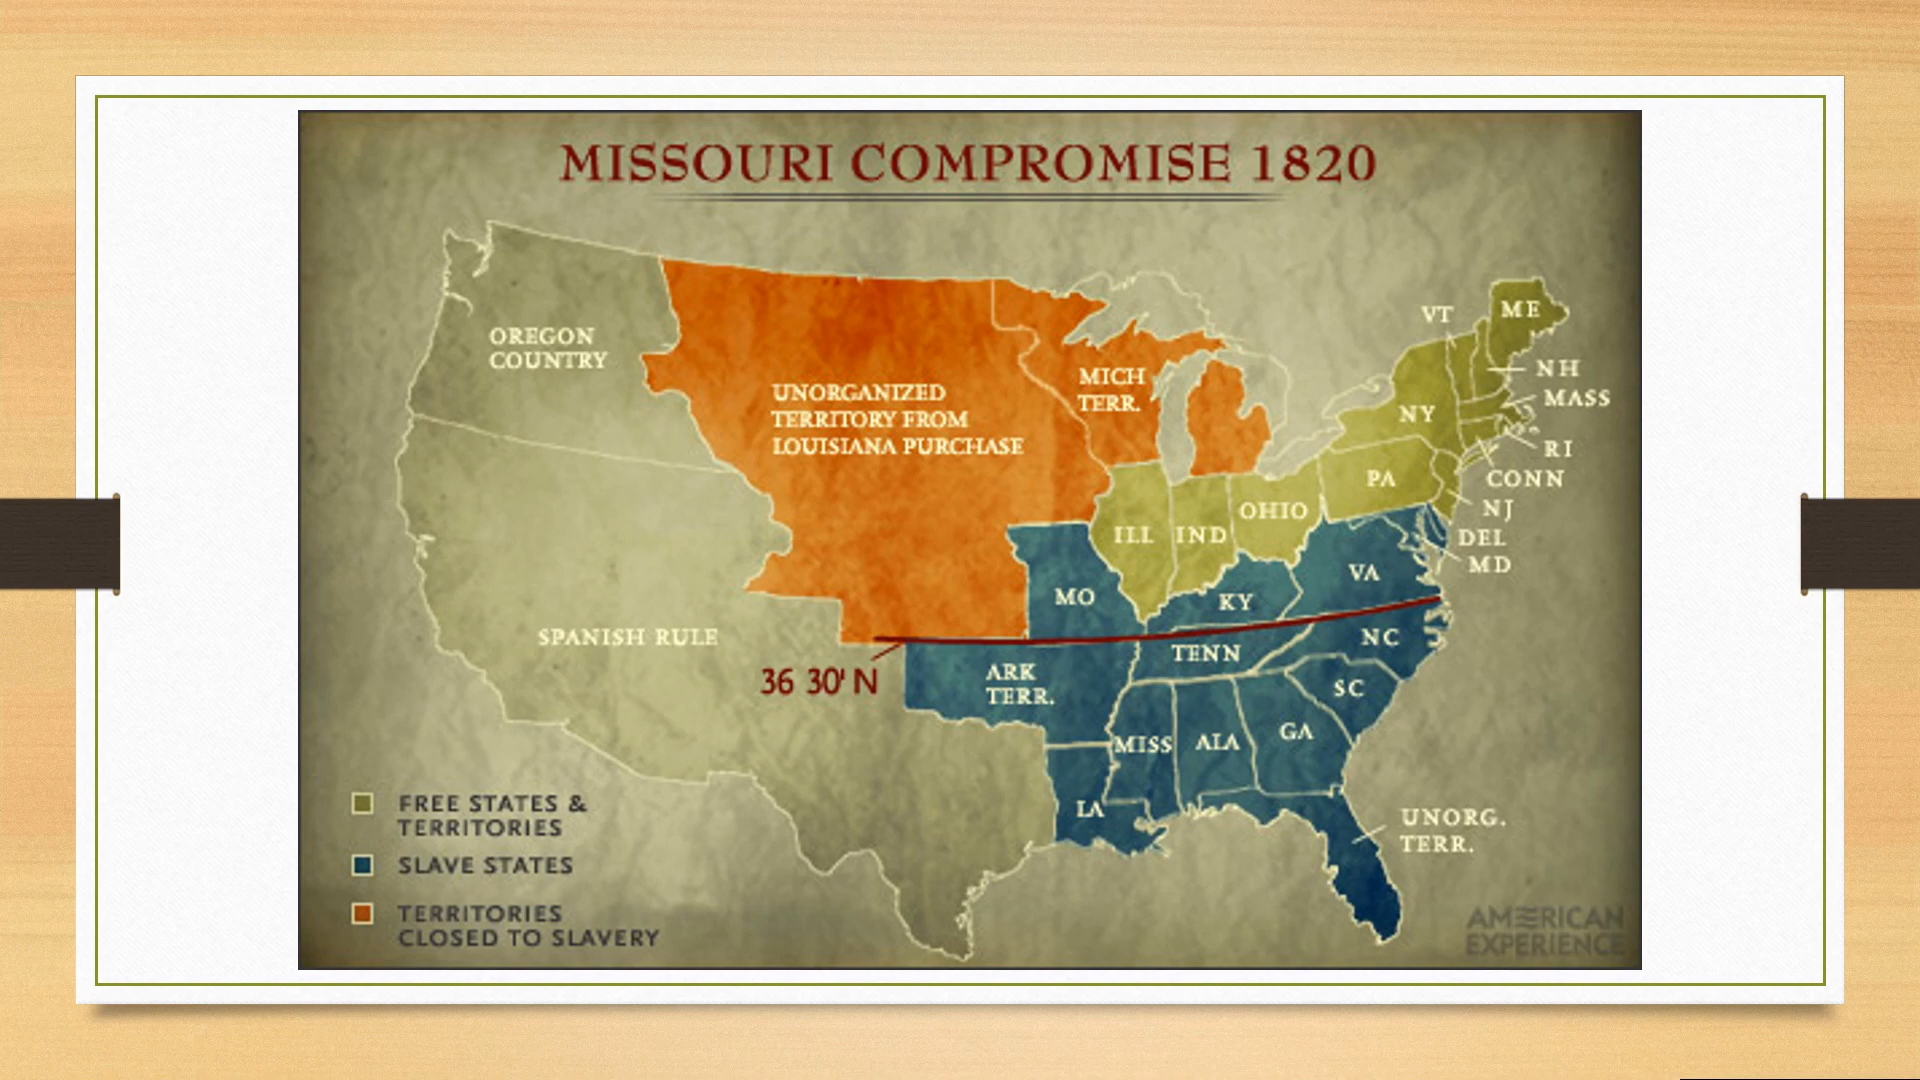 MISSOURI COMPROMISE 1820
OREGON
COUNTRY
UNORGANIZED
TERRITORY FROM
LOUISIANA PURCHASE
MICH
TERR.
VT
ME
NH
MASS
NY
RI
CONN
PA
NJ
DEL
MD
ILL
IND
OHIO
MO
KY
VA
SPANISH RULE
36 30' N
ARK
TERR.
TENN
NC
SC
MISS
ALA
GA
LA
UNORG.
TERR.
FREE STATES &
TERRITORIES
SLAVE STATES
TERRITORIES
CLOSED TO SLAVERY
AMERICAN
EXPERIENCE